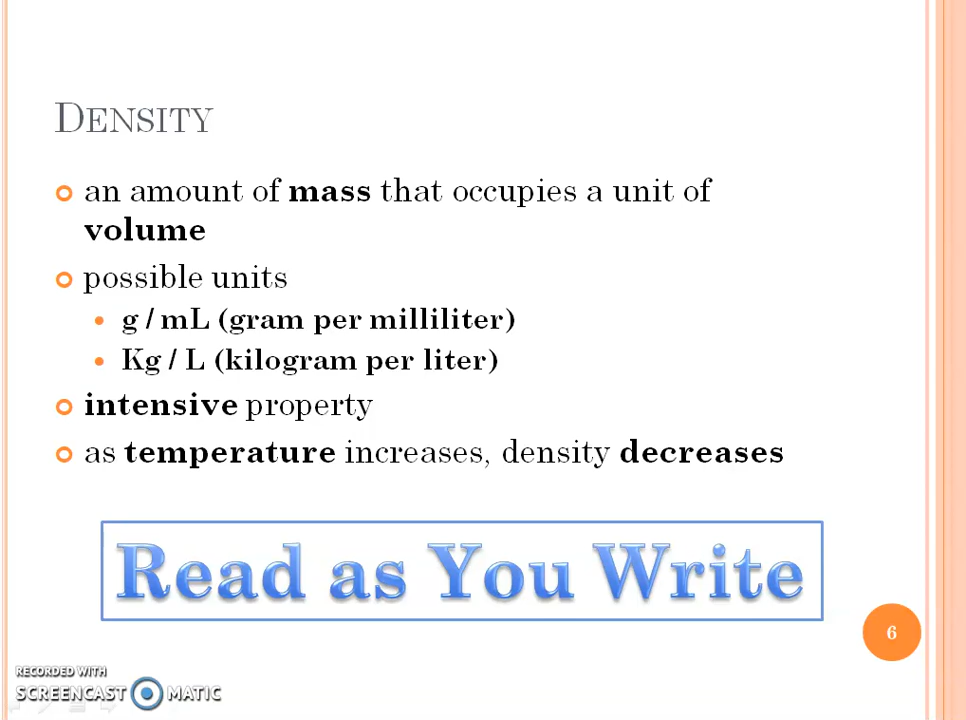 DENSITY
an amount of mass that occupies a unit of
volume
possible units
g / mL (gram per milliliter)
Kg / L (kilogram per liter)
intensive property
as temperature increases, density decreases
Read as You Write
6
RECORDED WITH
SCREENCAST MATIC